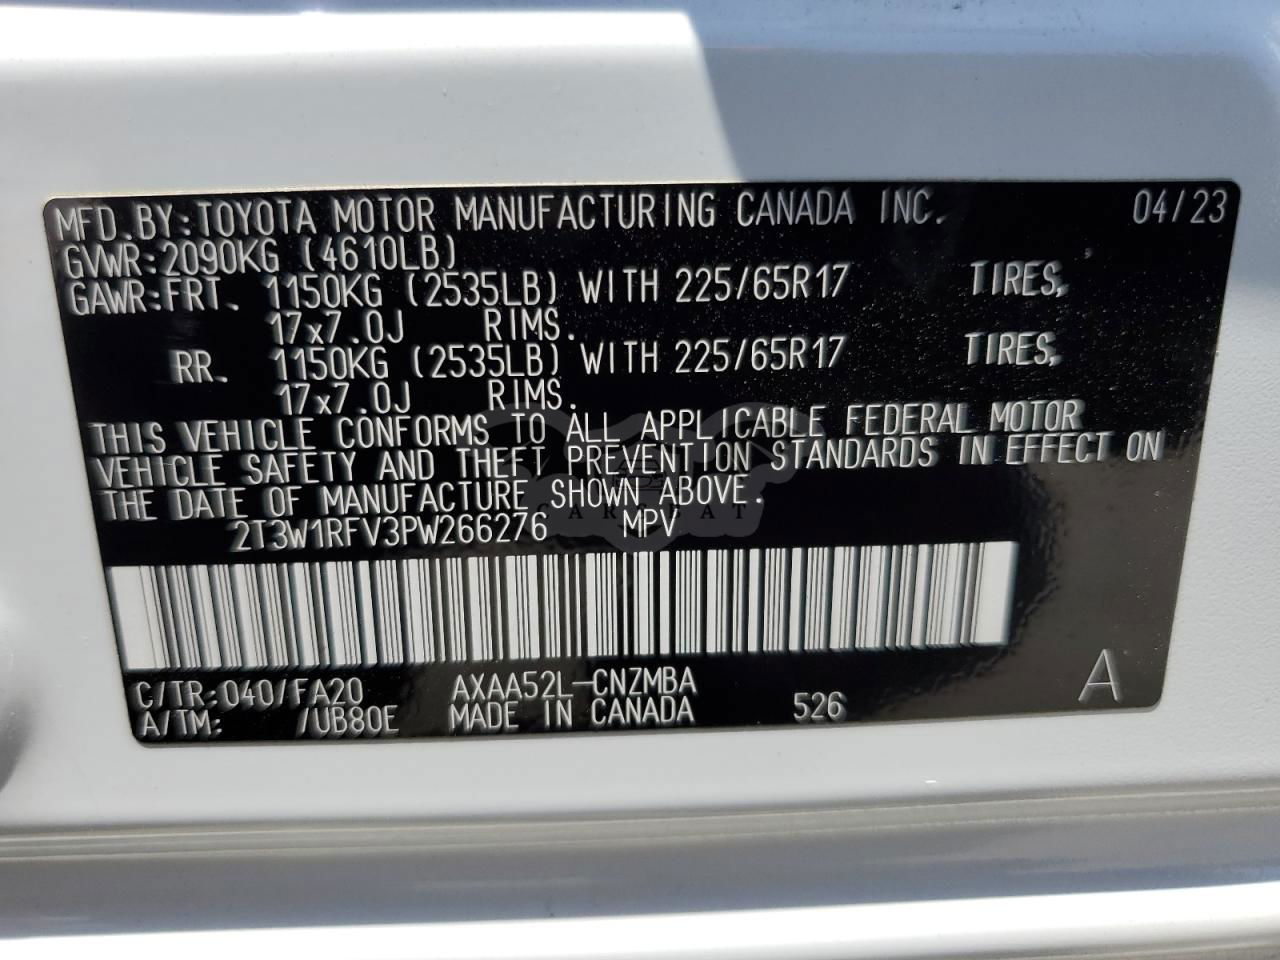 MFD.BY:TOYOTA MOTOR MANUFACTURING CANADA INC. 04/23
GVWR:2090KG (4610LB)
GAWR:FRT. 1150KG (2535LB) WITH 225/65R17 TIRES,
17x7.0J RIMS.
RR. 1150KG (2535LB) WITH 225/65R17 TIRES,
17x7.0J RIMS.
THIS VEHICLE CONFORMS TO ALL APPLICABLE FEDERAL MOTOR
VEHICLE SAFETY AND THEFT PREVENTION STANDARDS IN EFFECT ON
THE DATE OF MANUFACTURE SHOWN ABOVE.
2T3W1RFV3PW266276 MPV
C/TR:040/FA20 AXAA52L-CNZMBA
A/TM: /UB80E MADE IN CANADA 526 A